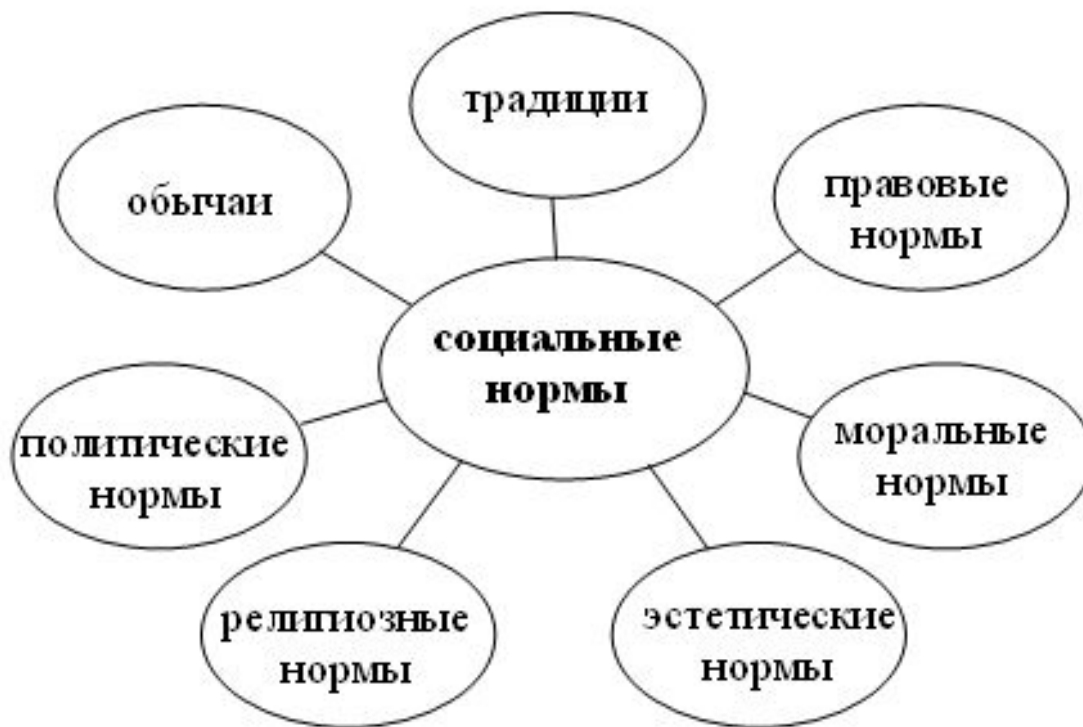 традиции
обычаи
правовые
нормы
социальные
нормы
политические
нормы
моральные
нормы
религиозные
нормы
эстетические
нормы